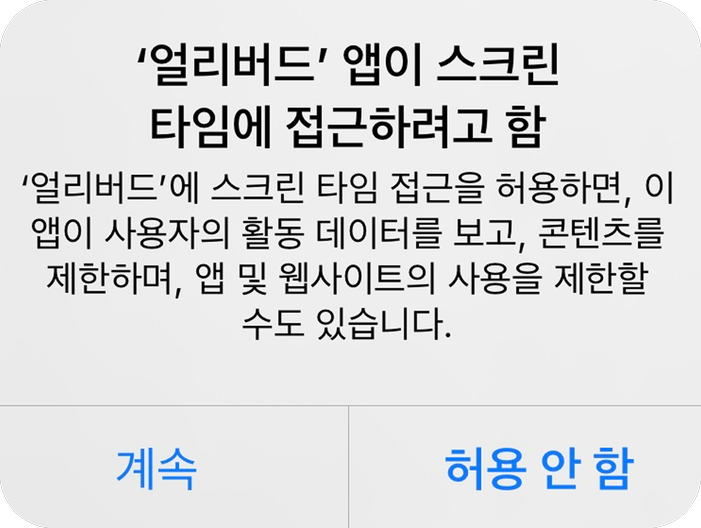 ‘얼리버드’ 앱이 스크린
타임에 접근하려고 함
‘얼리버드’에 스크린 타임 접근을 허용하면, 이
앱이 사용자의 활동 데이터를 보고, 콘텐츠를
제한하며, 앱 및 웹사이트의 사용을 제한할
수도 있습니다.
계속
허용 안 함